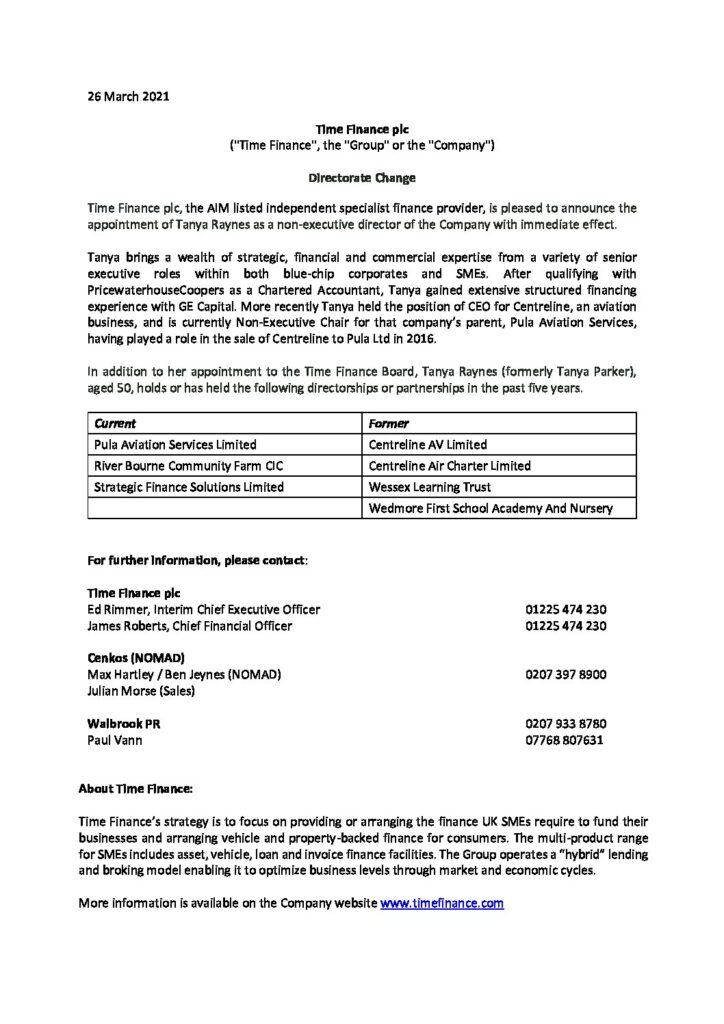 26 March 2021
Time Finance plc
("Time Finance", the "Group" or the "Company")
Directorate Change
Time Finance plc, the AIM listed independent specialist finance provider, is pleased to announce the
appointment of Tanya Raynes as a non-executive director of the Company with immediate effect.
Tanya brings a wealth of strategic, financial and commercial expertise from a variety of senior
executive roles within both blue-chip corporates and SMEs. After qualifying with
PricewaterhouseCoopers as a Chartered Accountant, Tanya gained extensive structured financing
experience with GE Capital. More recently Tanya held the position of CEO for Centreline, an aviation
business, and is currently Non-Executive Chair for that company's parent, Pula Aviation Services,
having played a role in the sale of Centreline to Pula Ltd in 2016.
In addition to her appointment to the Time Finance Board, Tanya Raynes (formerly Tanya Parker),
aged 50, holds or has held the following directorships or partnerships in the past five years.
Current Former
Pula Aviation Services Limited Centreline AV Limited
River Bourne Community Farm CIC Centreline Air Charter Limited
Strategic Finance Solutions Limited Wessex Learning Trust
Wedmore First School Academy And Nursery
For further information, please contact:
Time Finance plc
Ed Rimmer, Interim Chief Executive Officer 01225 474 230
James Roberts, Chief Financial Officer 01225 474 230
Cenkos (NOMAD)
Max Hartley / Ben Jeynes (NOMAD) 0207 397 8900
Julian Morse (Sales)
Walbrook PR 0207 933 8780
Paul Vann 07768 807631
About Time Finance:
Time Finance's strategy is to focus on providing or arranging the finance UK SMEs require to fund their
businesses and arranging vehicle and property-backed finance for consumers. The multi-product range
for SMEs includes asset, vehicle, loan and invoice finance facilities. The Group operates a "hybrid" lending
and broking model enabling it to optimize business levels through market and economic cycles.
More information is available on the Company website www.timefinance.com